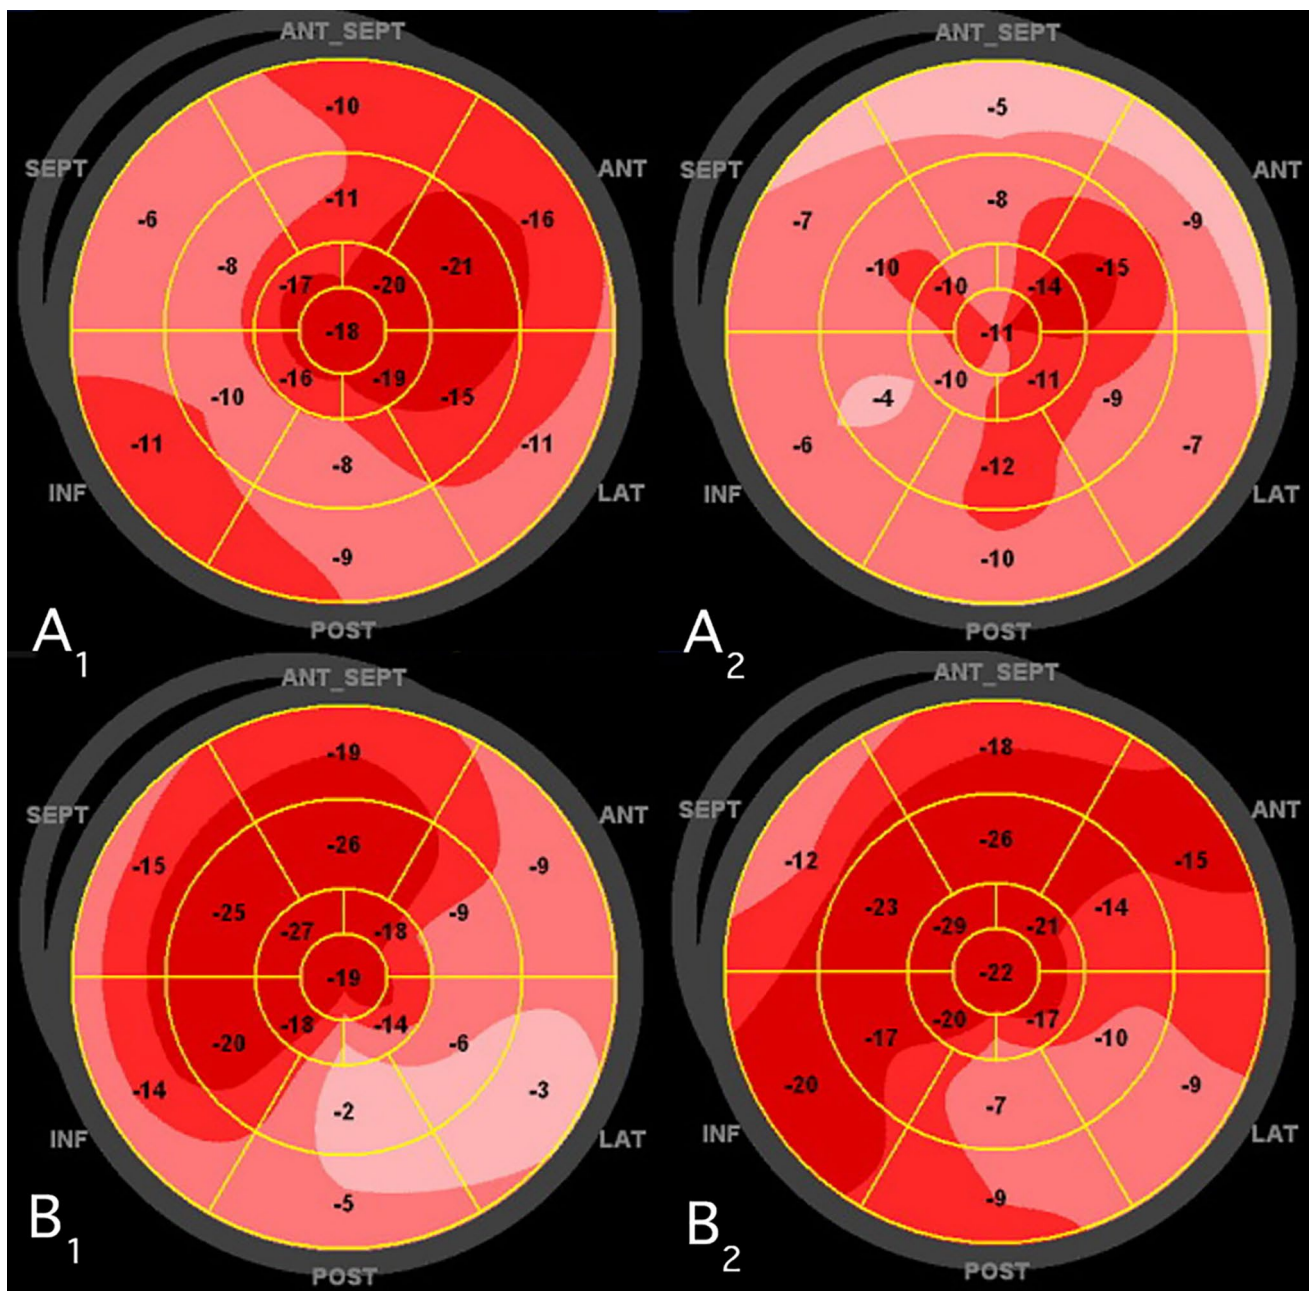 ANT_SEPT ANT_SEPT
-10 -5
SEPT ANT SEPT ANT
-11 -8
-6 -16 -7 -9
-8 -21 -10 -15
-17 -20 -10 -14
-18 -11
-16 -19 -10 -11
-10 -15 -4 -9
-11 -11 -6 -7
-8 -12
INF LAT INF LAT
-9 -10
A1 POST A2 POST
ANT_SEPT ANT_SEPT
-19 -18
SEPT ANT SEPT ANT
-26 -26
-15 -9 -12 -15
-25 -9 -23 -14
-27 -18 -29 -21
-19 -22
-18 -14 -20 -17
-20 -6 -17 -10
-14 -3 -20 -9
-2 -7
INF LAT INF LAT
-5 -9
B1 B2
POST POST